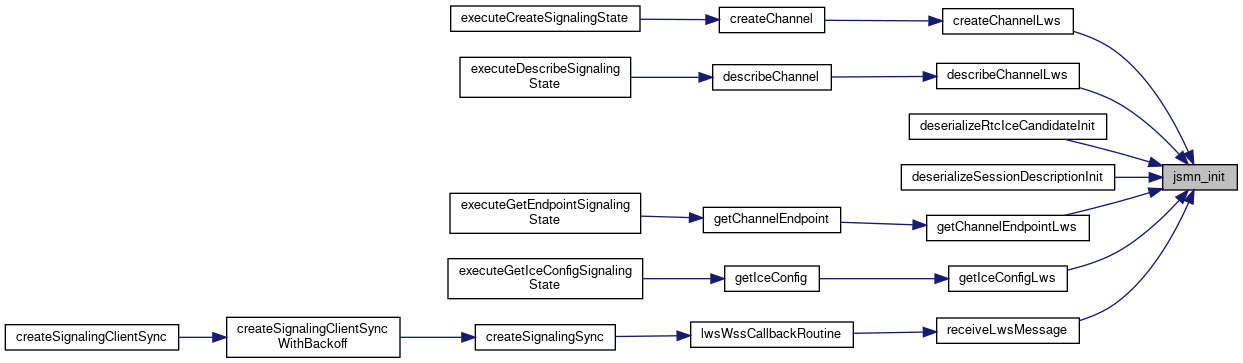 executeCreateSignalingState
createChannel
createChannelLws
executeDescribeSignaling
State
describeChannel
describeChannelLws
deserializeRtcIceCandidateInit
deserializeSessionDescriptionInit
jsmn_init
executeGetEndpointSignaling
State
getChannelEndpoint
getChannelEndpointLws
executeGetIceConfigSignaling
State
getIceConfig
getIceConfigLws
createSignalingClientSync
createSignalingClientSync
WithBackoff
createSignalingSync
lwsWssCallbackRoutine
receiveLwsMessage